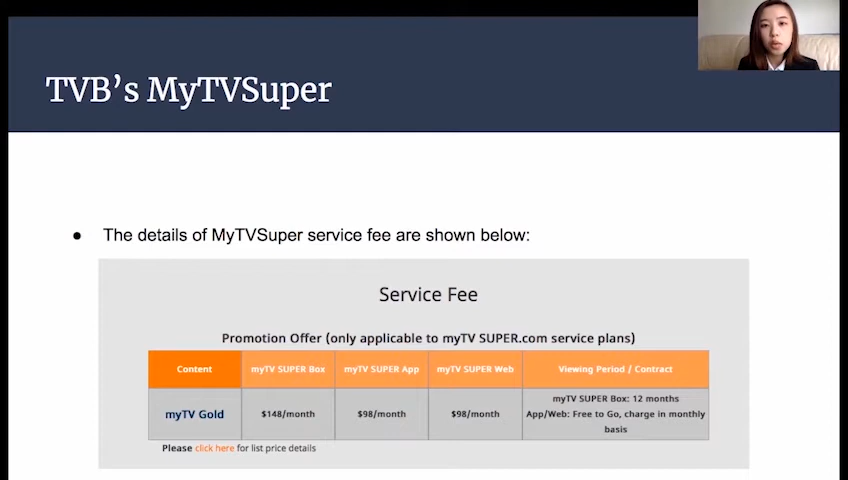 TVB’s MyTVSuper
● The details of MyTVSuper service fee are shown below:
Service Fee
Promotion Offer (only applicable to myTV SUPER.com service plans)
Content myTV SUPER Box myTV SUPER App myTV SUPER Web Viewing Period / Contract
myTV Gold $148/month $98/month $98/month myTV SUPER Box: 12 months
App/Web: Free to Go, charge in monthly
basis
Please click here for list price details